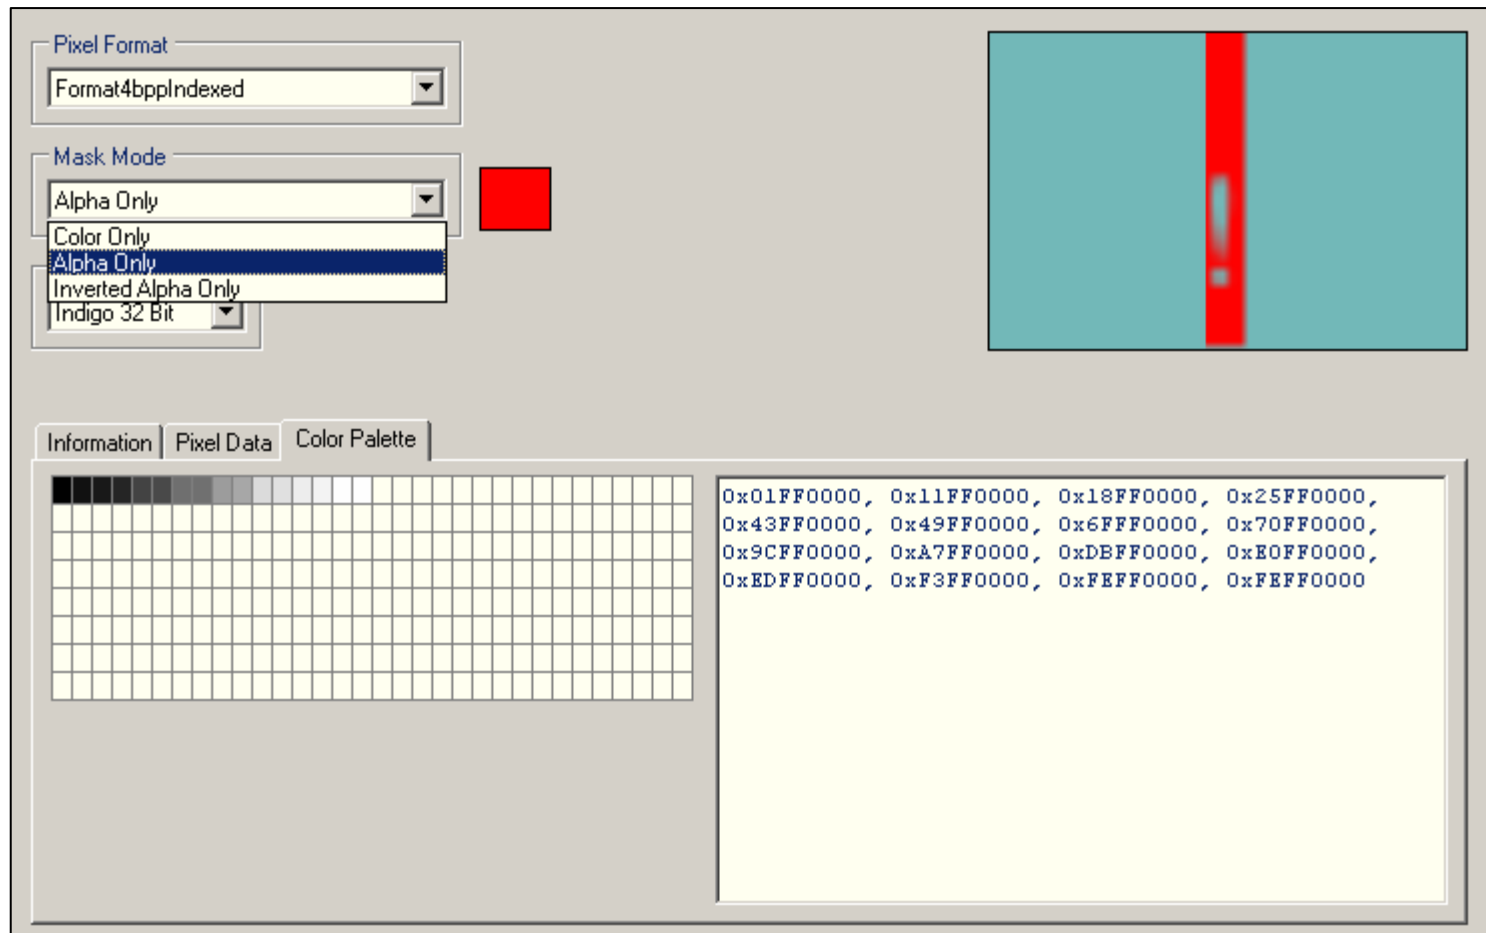 Pixel Format
Format4bppIndexed
Mask Mode
Alpha Only
Color Only
Alpha Only
Inverted Alpha Only
Indigo 32 Bit
Information Pixel Data Color Palette
0x01FF0000, 0x11FF0000, 0x18FF0000, 0x25FF0000,
0x43FF0000, 0x49FF0000, 0x6FFF0000, 0x70FF0000,
0x9CFF0000, 0xA7FF0000, 0xDBFF0000, 0xE0FF0000,
0xEDFF0000, 0xF3FF0000, 0xFEFF0000, 0xFEFF0000